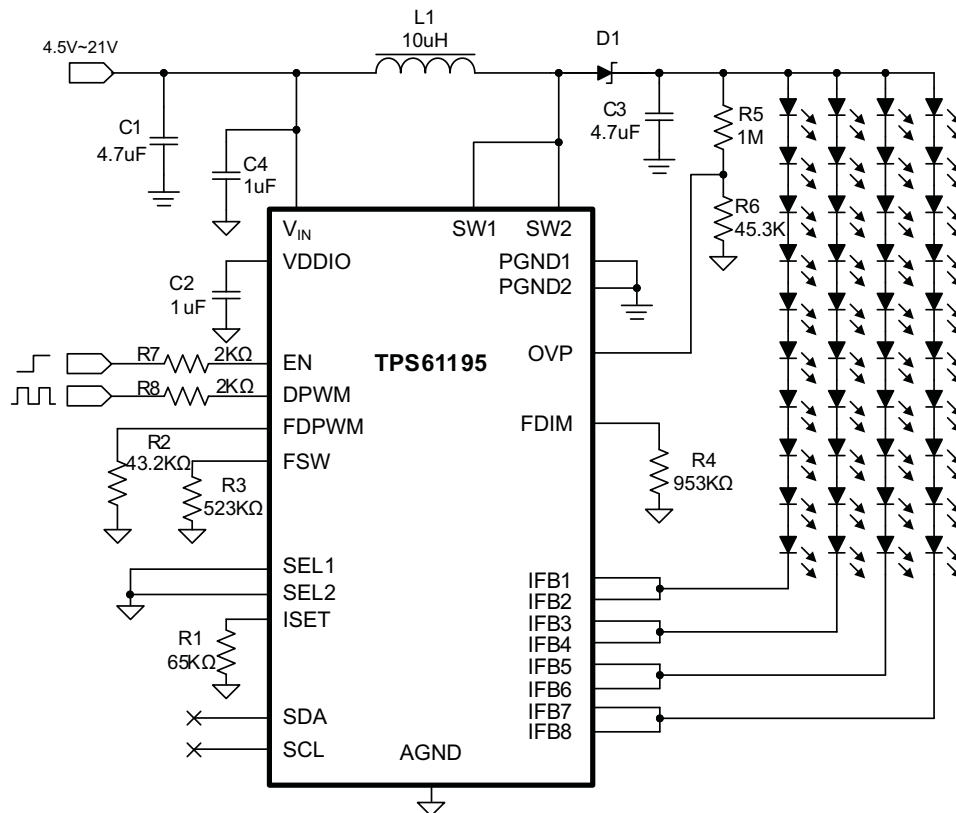 L1
10uH
4.5V~21V
D1
C1
4.7uF
C3
4.7uF
R5
1M
C4
1uF
R6
45.3K
VIN
SW1
SW2
VDDIO
PGND1
C2
1uF
PGND2
TPS61195
OVP
R7
2KΩ
EN
R8
2KΩ
DPWM
FDPWM
FDIM
R2
43.2KΩ
FSW
R3
523KΩ
R4
953KΩ
SEL1
SEL2
ISET
IFB1
IFB2
IFB3
IFB4
IFB5
IFB6
IFB7
IFB8
R1
65KΩ
SDA
SCL
AGND